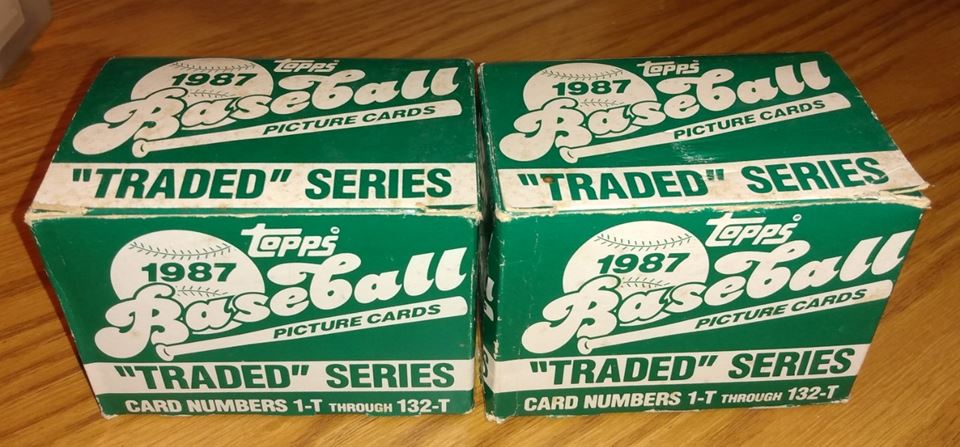 Topps
1987
Baseball
PICTURE CARDS
"TRADED" SERIES
Topps
1987
Baseball
PICTURE CARDS
"TRADED" SERIES
CARD NUMBERS 1-T THROUGH 132-T
Topps
1987
Baseball
PICTURE CARDS
"TRADED" SERIES
Topps
1987
Baseball
PICTURE CARDS
"TRADED" SERIES
CARD NUMBERS 1-T THROUGH 132-T